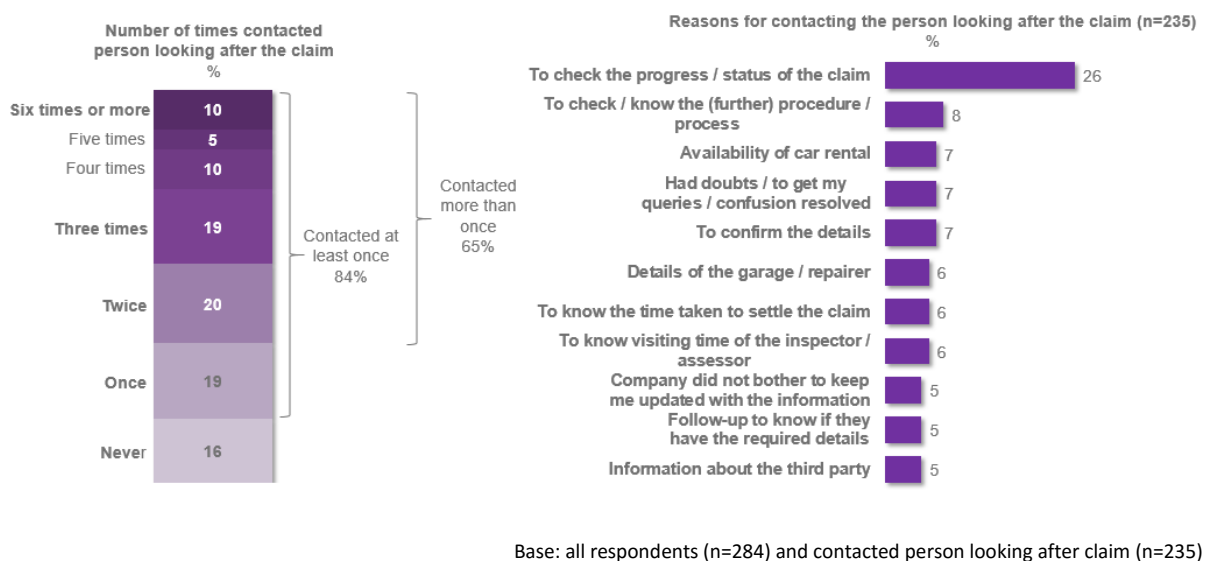 Number of times contacted
person looking after the claim
%
Six times or more 10
Five times 5
Four times 10
Three times 19
Twice 20
Once 19
Never 16
Contacted at
least once
84%
Contacted
more than
once
65%
Reasons for contacting the person looking after the claim (n=235)
%
To check the progress / status of the claim 26
To check / know the (further) procedure /
process 8
Availability of car rental 7
Had doubts / to get my
queries / confusion resolved 7
To confirm the details 7
Details of the garage / repairer 6
To know the time taken to settle the claim 6
To know visiting time of the inspector /
assessor 6
Company did not bother to keep
me updated with the information 5
Follow-up to know if they
have the required details 5
Information about the third party 5
Base: all respondents (n=284) and contacted person looking after claim (n=235)